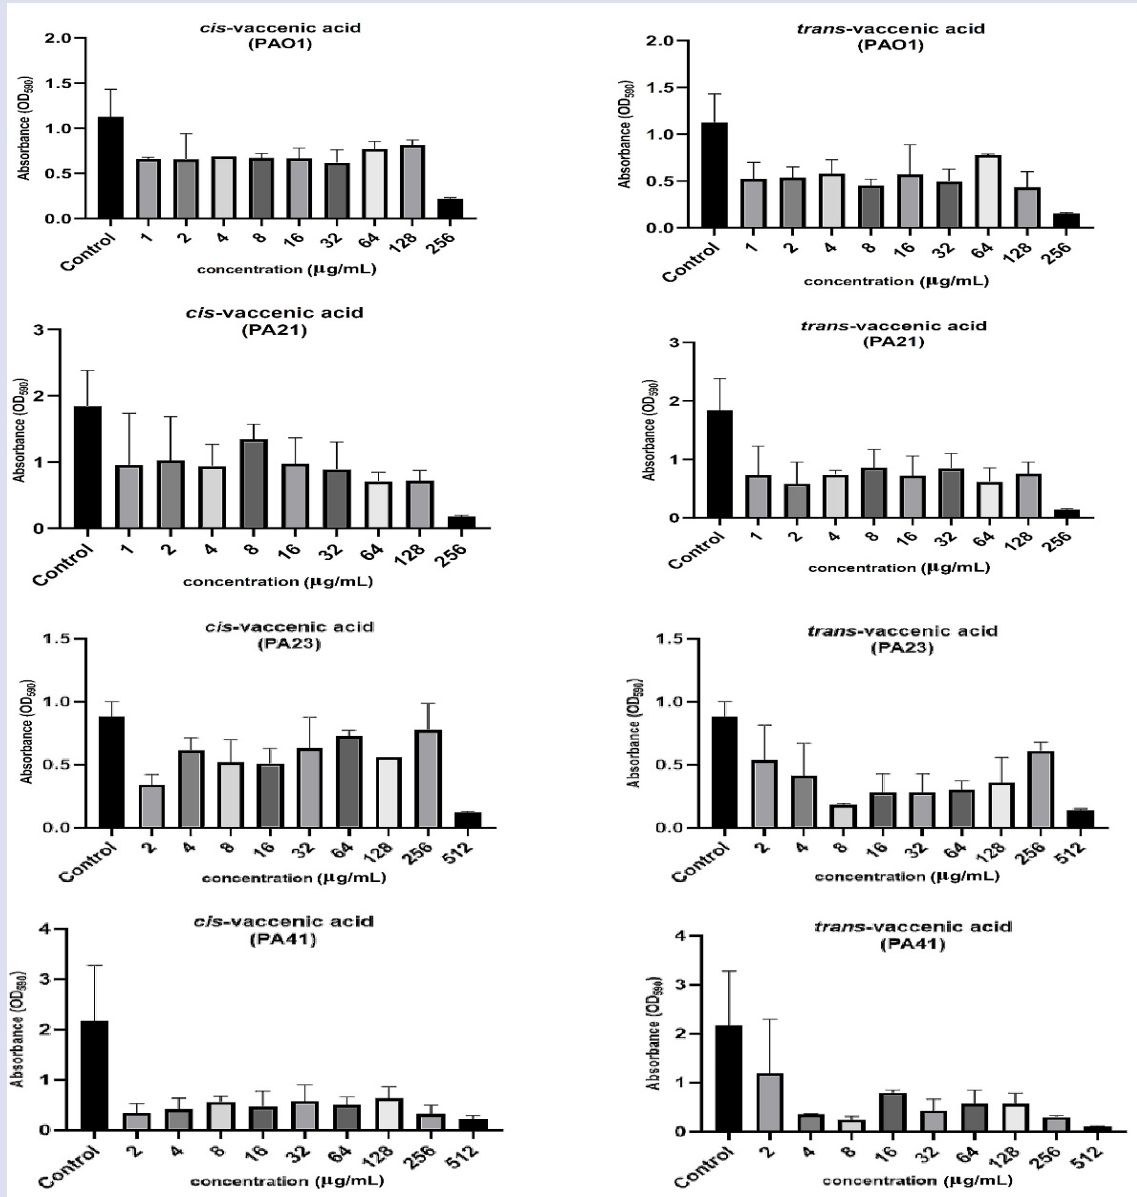 cis-vaccenic acid
(PAO1)
Absorbance (OD590)
2.0
1.5
1.0
0.5
0.0
Control 1 2 4 8 16 32 64 128 256
concentration (μg/mL)
trans-vaccenic acid
(PAO1)
Absorbance (OD590)
2.0
1.5
1.0
0.5
0.0
Control 1 2 4 8 16 32 64 128 256
concentration (μg/mL)
cis-vaccenic acid
(PA21)
Absorbance (OD590)
3
2
1
0
Control 1 2 4 8 16 32 64 128 256
concentration (μg/mL)
trans-vaccenic acid
(PA21)
Absorbance (OD590)
3
2
1
0
Control 1 2 4 8 16 32 64 128 256
concentration (μg/mL)
cis-vaccenic acid
(PA23)
Absorbance (OD590)
1.5
1.0
0.5
0.0
Control 2 4 8 16 32 64 128 256 512
concentration (μg/mL)
trans-vaccenic acid
(PA23)
Absorbance (OD590)
1.5
1.0
0.5
0.0
Control 2 4 8 16 32 64 128 256 512
concentration (μg/mL)
cis-vaccenic acid
(PA41)
Absorbance (OD590)
4
3
2
1
0
Control 2 4 8 16 32 64 128 256 512
concentration (μg/mL)
trans-vaccenic acid
(PA41)
Absorbance (OD590)
4
3
2
1
0
Control 2 4 8 16 32 64 128 256 512
concentration (μg/mL)